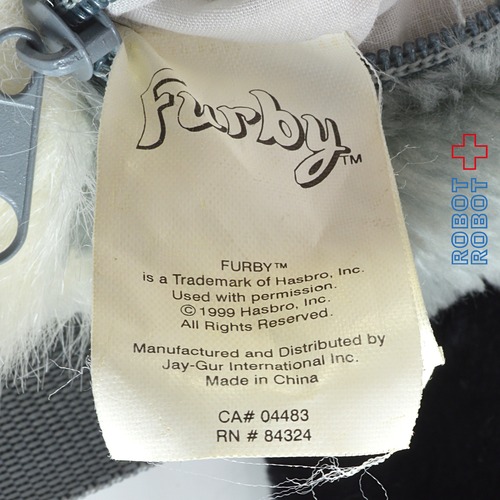 Furby™
FURBY™
is a Trademark of Hasbro, Inc.
Used with permission.
© 1999 Hasbro, Inc.
All Rights Reserved.
Manufactured and Distributed by
Jay-Gur International Inc.
Made in China
CA# 04483
RN # 84324
ROBOT
ROBOT